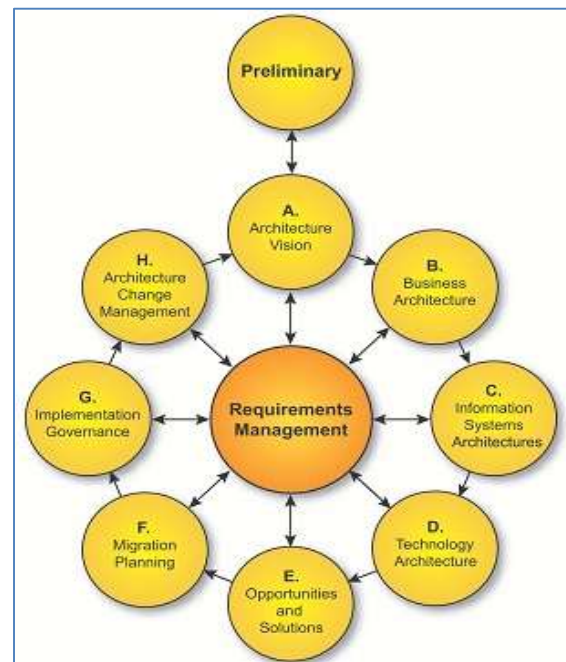 Preliminary
A.
Architecture
Vision
B.
Business
Architecture
C.
Information
Systems
Architectures
D.
Technology
Architecture
E.
Opportunities
and
Solutions
F.
Migration
Planning
G.
Implementation
Governance
H.
Architecture
Change
Management
Requirements
Management